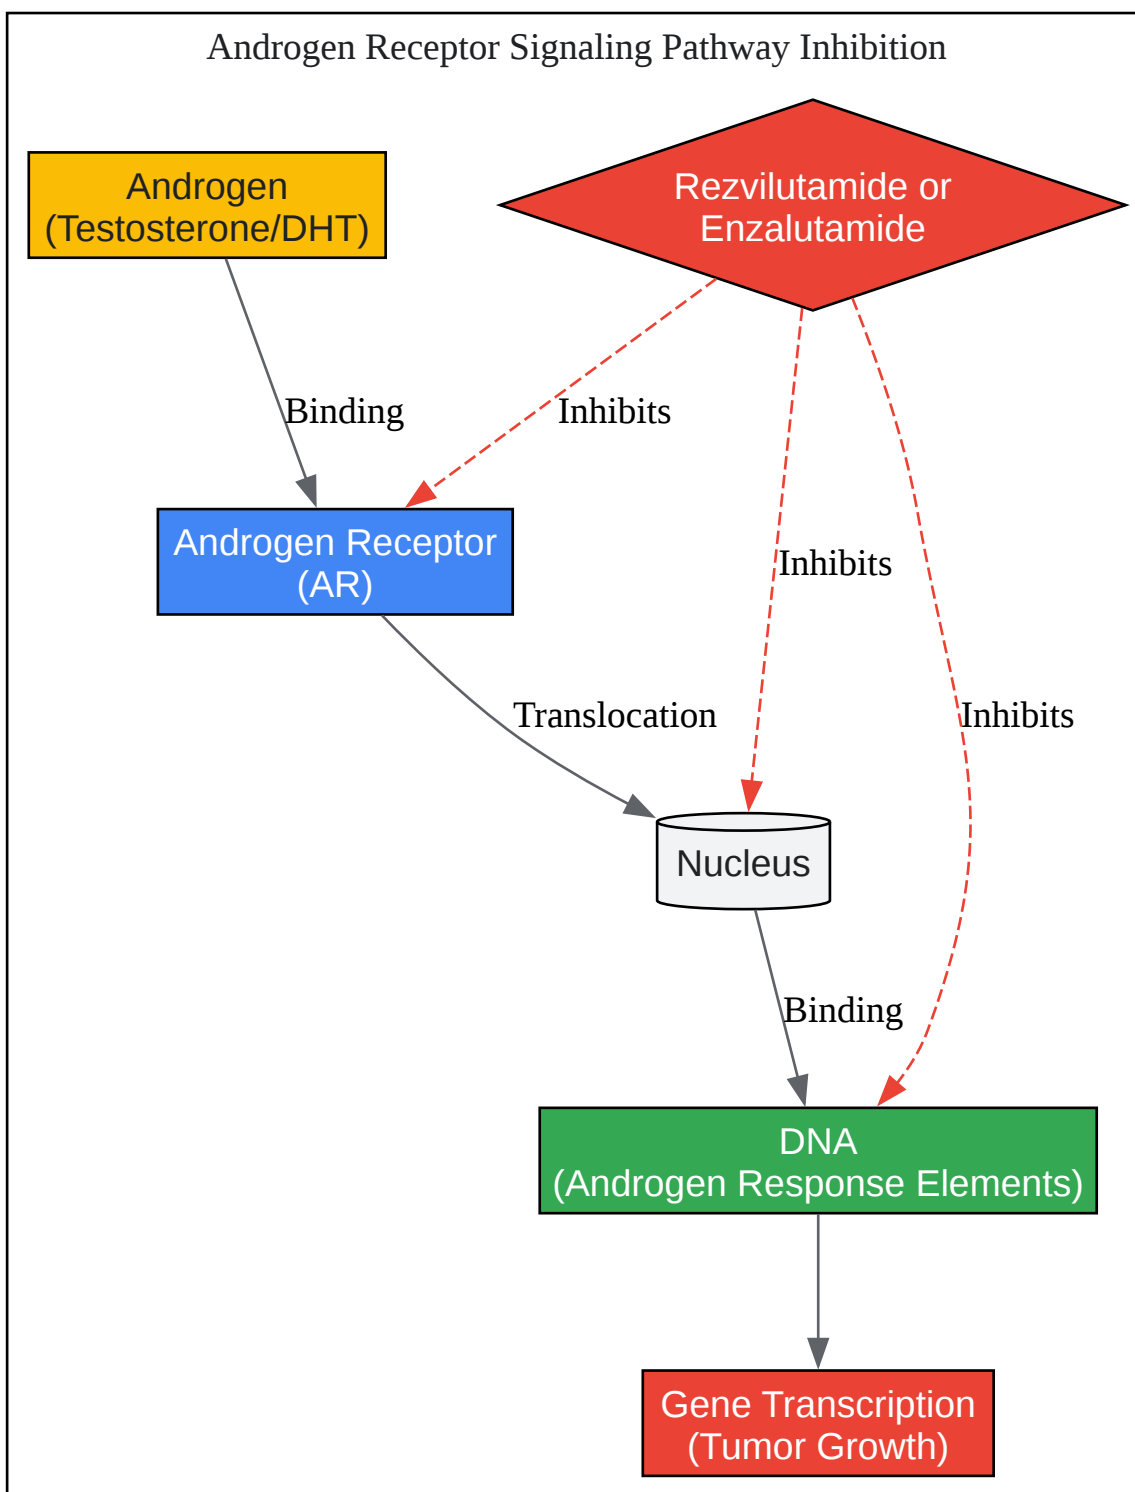 Androgen Receptor Signaling Pathway Inhibition
Androgen
(Testosterone/DHT)
Rezvilutamide or
Enzalutamide
Binding
Inhibits
Androgen Receptor
(AR)
Inhibits
Translocation
Inhibits
Nucleus
Binding
DNA
(Androgen Response Elements)
Gene Transcription
(Tumor Growth)